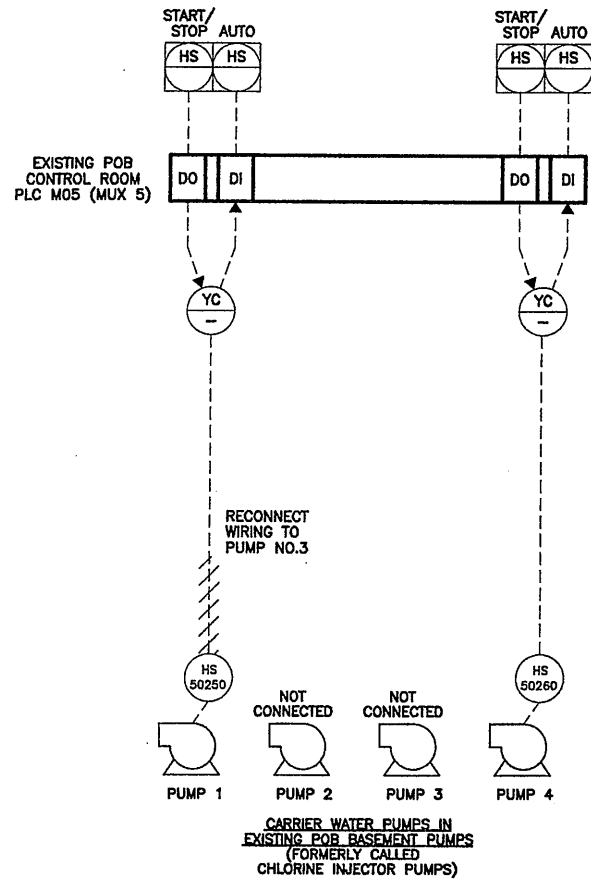 START/
STOP AUTO
HS HS
START/
STOP AUTO
HS HS
EXISTING POB
CONTROL ROOM
PLC M05 (MUX 5)
DO DI
DO DI
YC
–
YC
–
RECONNECT
WIRING TO
PUMP NO.3
HS
50250
HS
50260
NOT
CONNECTED
NOT
CONNECTED
PUMP 1 PUMP 2 PUMP 3 PUMP 4
CARRIER WATER PUMPS IN
EXISTING POB BASEMENT PUMPS
(FORMERLY CALLED
CHLORINE INJECTOR PUMPS)